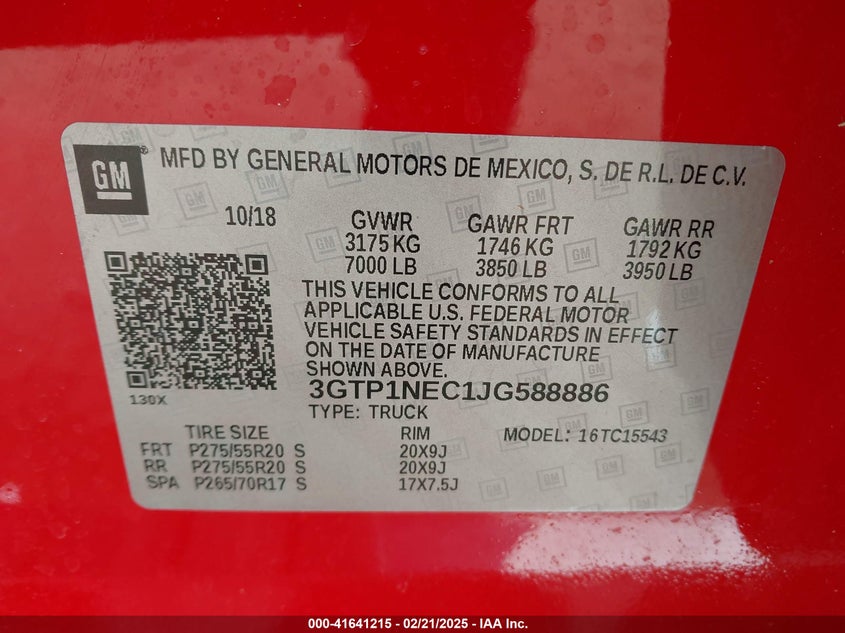 GM® MFD BY GENERAL MOTORS DE MEXICO, S. DE R.L. DE C.V.
10/18 GVWR GAWR FRT GAWR RR
3175 KG 1746 KG 1792 KG
7000 LB 3850 LB 3950 LB
THIS VEHICLE CONFORMS TO ALL
APPLICABLE U.S. FEDERAL MOTOR
VEHICLE SAFETY STANDARDS IN EFFECT
ON THE DATE OF MANUFACTURE
SHOWN ABOVE.
130X 3GTP1NEC1JG588886
TYPE: TRUCK
TIRE SIZE RIM MODEL: 16TC15543
FRT P275/55R20 S 20X9J
RR P275/55R20 S 20X9J
SPA P265/70R17 S 17X7.5J
000-41641215 - 02/21/2025 - IAA Inc.